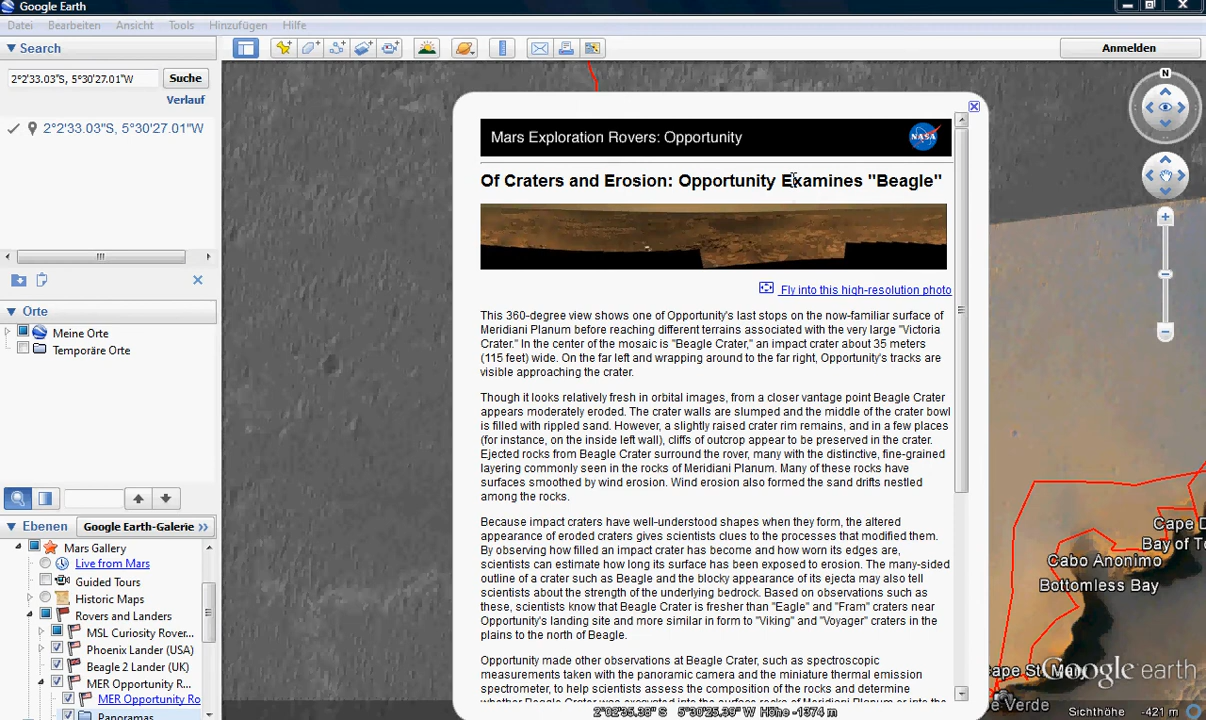 Google Earth
Datei Bearbeiten Ansicht Tools Hinzufügen Hilfe
Search
Anmelden
2°2'33.03"S, 5°30'27.01"W Suche
Verlauf
2°2'33.03"S, 5°30'27.01"W
Orte
Meine Orte
Temporäre Orte
Ebenen Google Earth-Galerie >>
Mars Gallery
Live from Mars
Guided Tours
Historic Maps
Rovers and Landers
MSL Curiosity Rover...
Phoenix Lander (USA)
Beagle 2 Lander (UK)
MER Opportunity R...
MER Opportunity Ro
Panoramas
Mars Exploration Rovers: Opportunity
NASA
Of Craters and Erosion: Opportunity Examines "Beagle"
Fly into this high-resolution photo
This 360-degree view shows one of Opportunity's last stops on the now-familiar surface of
Meridiani Planum before reaching different terrains associated with the very large "Victoria
Crater." In the center of the mosaic is "Beagle Crater," an impact crater about 35 meters
(115 feet) wide. On the far left and wrapping around to the far right, Opportunity's tracks are
visible approaching the crater.
Though it looks relatively fresh in orbital images, from a closer vantage point Beagle Crater
appears moderately eroded. The crater walls are slumped and the middle of the crater bowl
is filled with rippled sand. However, a slightly raised crater rim remains, and in a few places
(for instance, on the inside left wall), cliffs of outcrop appear to be preserved in the crater.
Ejected rocks from Beagle Crater surround the rover, many with the distinctive, fine-grained
layering commonly seen in the rocks of Meridiani Planum. Many of these rocks have
surfaces smoothed by wind erosion. Wind erosion also formed the sand drifts nestled
among the rocks.
Because impact craters have well-understood shapes when they form, the altered
appearance of eroded craters gives scientists clues to the processes that modified them.
By observing how filled an impact crater has become and how worn its edges are,
scientists can estimate how long its surface has been exposed to erosion. The many-sided
outline of a crater such as Beagle and the blocky appearance of its ejecta may also tell
scientists about the strength of the underlying bedrock. Based on observations such as
these, scientists know that Beagle Crater is fresher than "Eagle" and "Fram" craters near
Opportunity's landing site and more similar in form to "Viking" and "Voyager" craters in the
plains to the north of Beagle.
Opportunity made other observations at Beagle Crater, such as spectroscopic
measurements taken with the panoramic camera and the miniature thermal emission
spectrometer, to help scientists assess the composition of the rocks and determine
N
Cape D
Bay of Te
Cabo Anonimo
Bottomless Bay
Cape St. Mary
e Verde
Google earth
2°02'35.38" S 5°30'25.39" W Höhe -1374 m
Sichthöhe -421 m